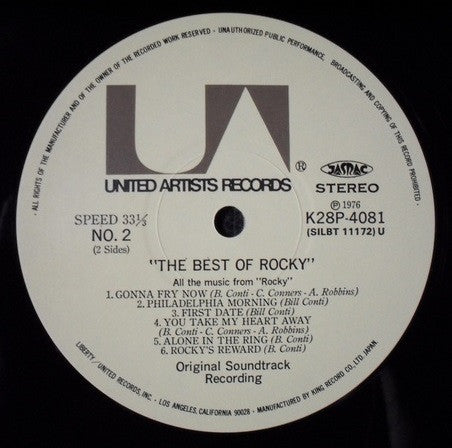 ALL RIGHTS OF THE MANUFACTURER AND OF THE OWNER OF THE RECORDED WORK RESERVED - UNAUTHORIZED PUBLIC PERFORMANCE, BROADCASTING AND COPYING OF THIS RECORD PROHIBITED.
UA
®
UNITED ARTISTS RECORDS
JASRAC
STEREO
SPEED 33⅓
NO. 2
(2 Sides)
Ⓟ 1976
K28P-4081
(SILBT 11172) U
"THE BEST OF ROCKY"
All the music from "Rocky"
1. GONNA FRY NOW (B. Conti - C. Conners - A. Robbins)
2. PHILADELPHIA MORNING (Bill Conti)
3. FIRST DATE (Bill Conti)
4. YOU TAKE MY HEART AWAY
(B. Conti - C. Conners - A. Robbins)
5. ALONE IN THE RING (B. Conti)
6. ROCKY'S REWARD (B. Conti)
Original Soundtrack
Recording
LIBERTY/UNITED RECORDS, INC. - LOS ANGELES, CALIFORNIA 90028 - MANUFACTURED BY KING RECORD CO., LTD, JAPAN.